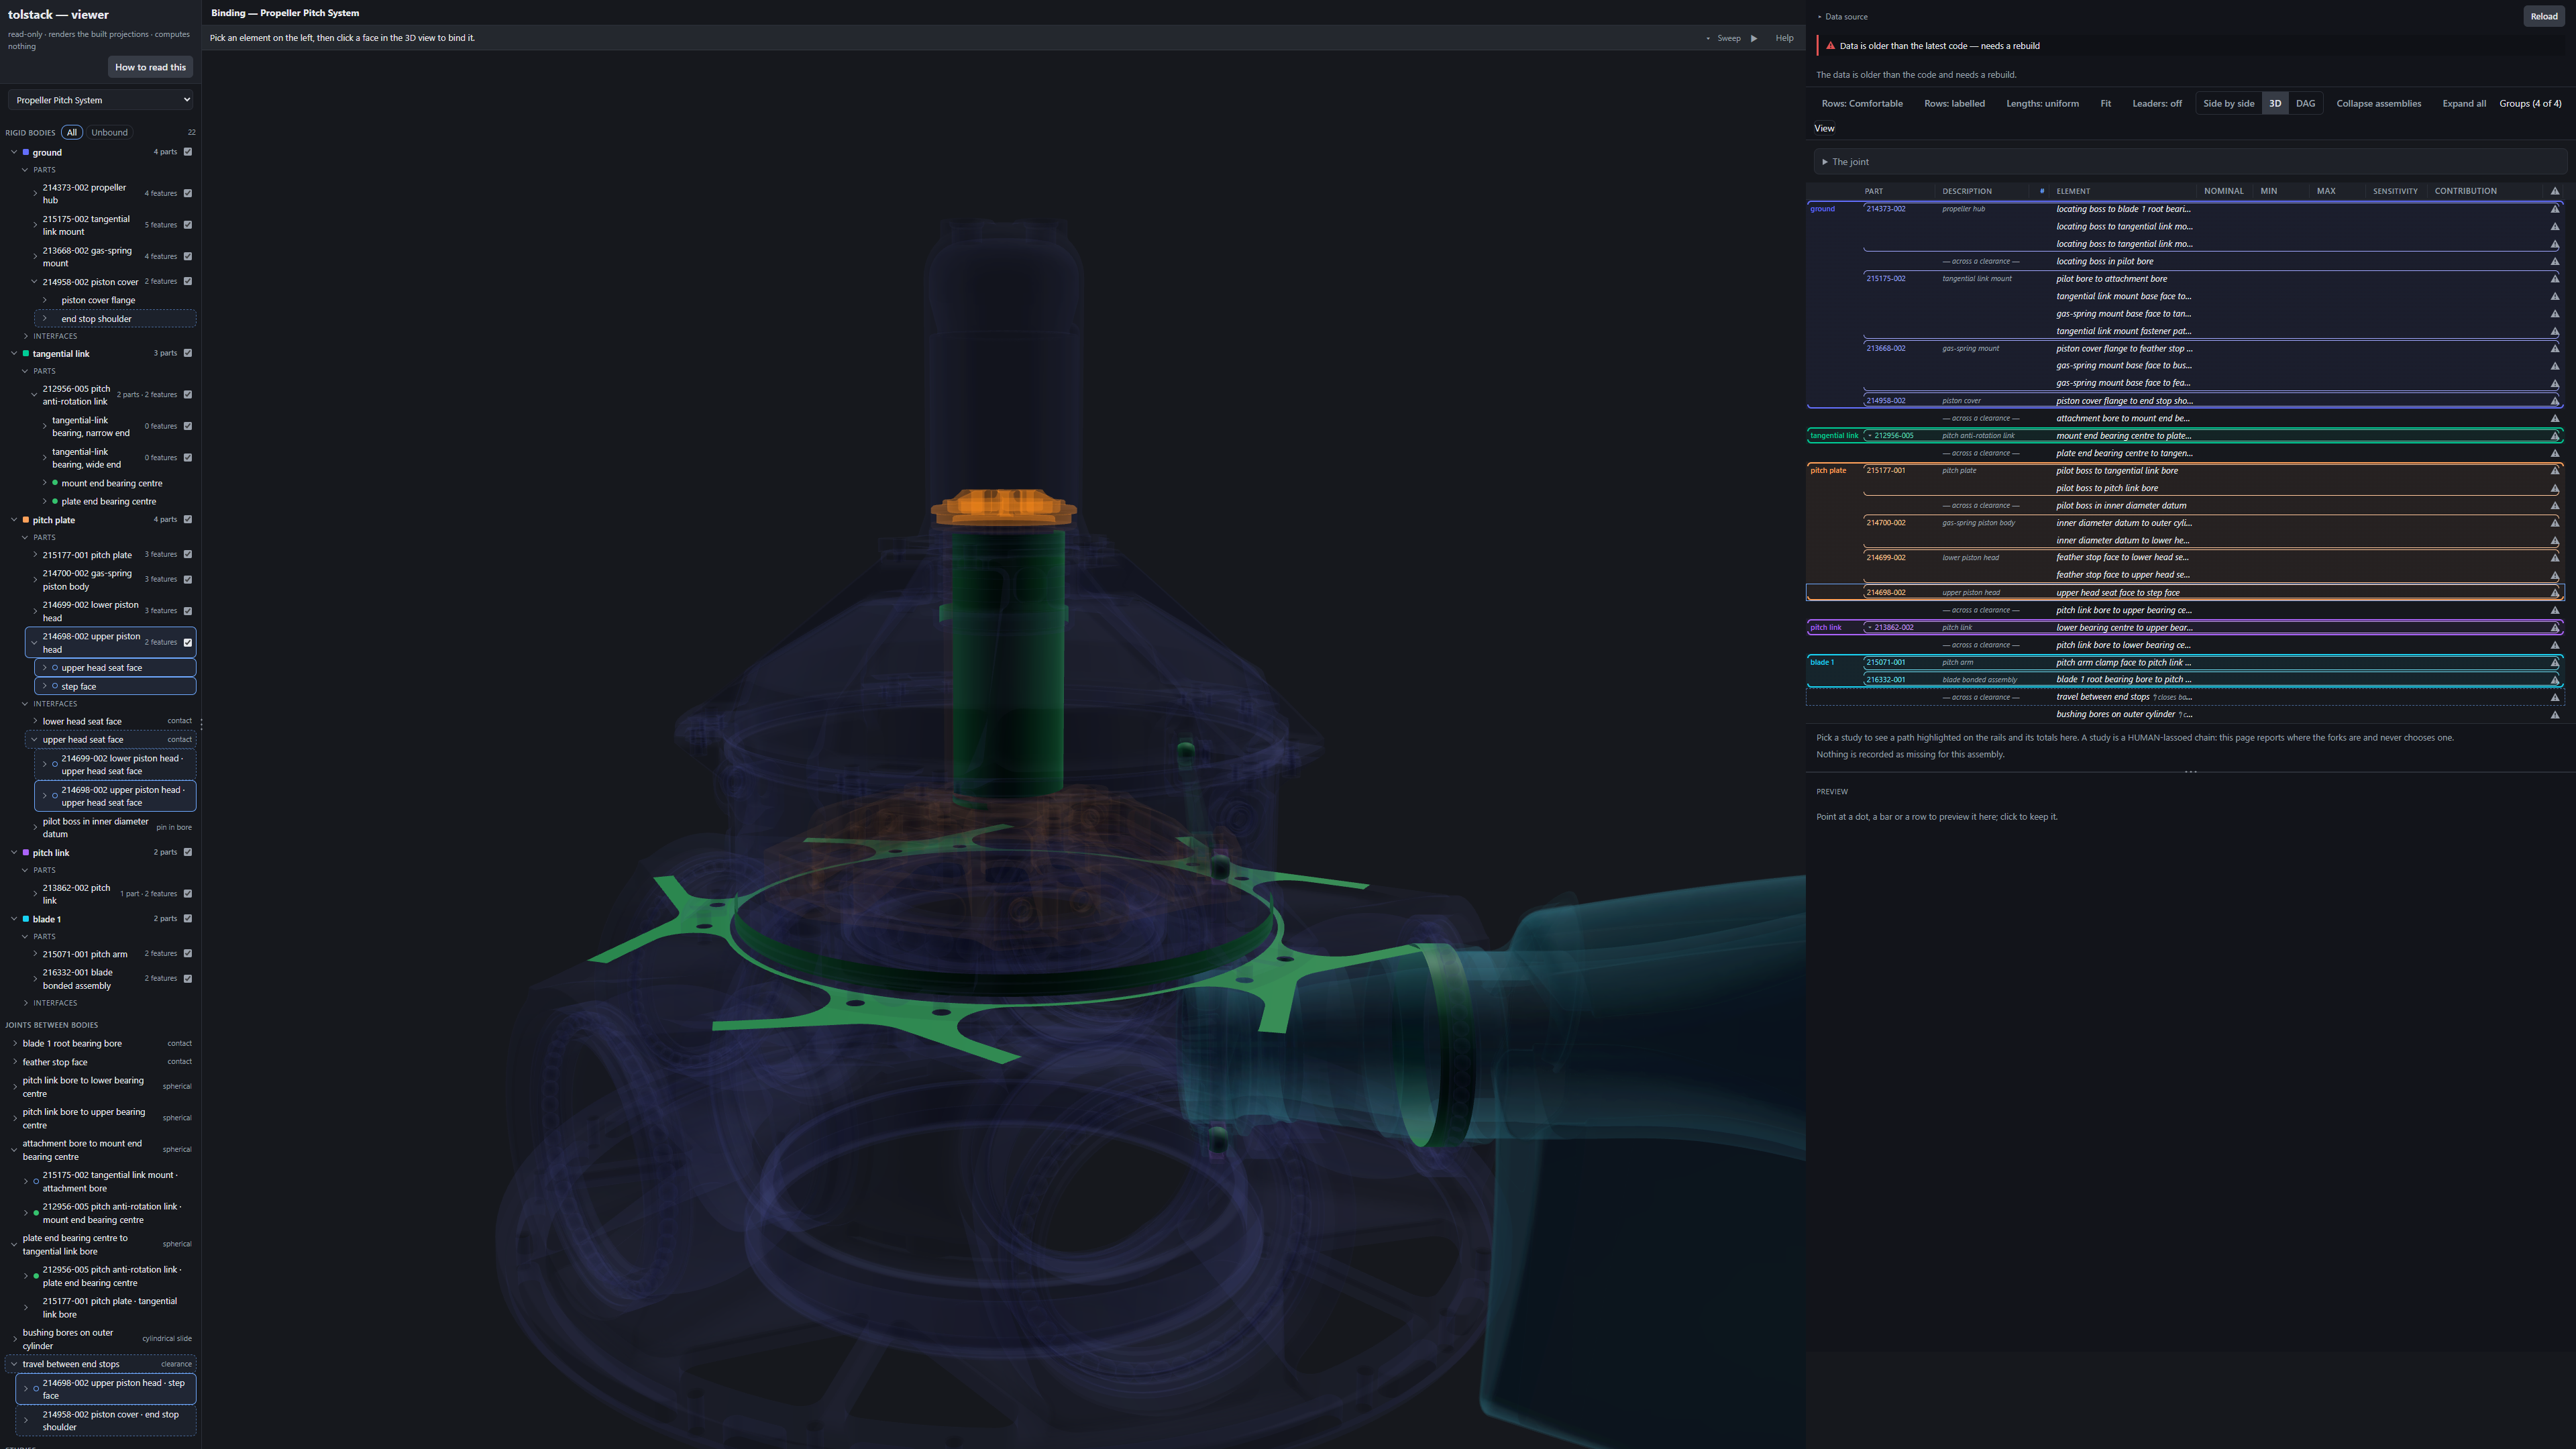 tolstack — viewer
read-only · renders the built projections · computes
nothing
How to read this
Propeller Pitch System
RIGID BODIES All Unbound 22
ground 4 parts
PARTS
214373-002 propeller
hub
4 features
215175-002 tangential
link mount
5 features
213668-002 gas-spring
mount
4 features
214958-002 piston cover 2 features
piston cover flange
end stop shoulder
INTERFACES
tangential link 3 parts
PARTS
212956-005 pitch
anti-rotation link
2 parts · 2 features
tangential-link
bearing, narrow end
0 features
tangential-link
bearing, wide end
0 features
mount end bearing centre
plate end bearing centre
pitch plate 4 parts
PARTS
215177-001 pitch plate 3 features
214700-002 gas-spring
piston body
3 features
214699-002 lower piston
head
3 features
214698-002 upper piston
head
2 features
upper head seat face
step face
INTERFACES
lower head seat face contact
upper head seat face contact
214699-002 lower piston head ·
upper head seat face
214698-002 upper piston head ·
upper head seat face
pilot boss in inner diameter
datum
pin in bore
pitch link 2 parts
PARTS
213862-002 pitch
link
1 part · 2 features
blade 1 2 parts
PARTS
215071-001 pitch arm 2 features
216332-001 blade
bonded assembly
2 features
INTERFACES
JOINTS BETWEEN BODIES
blade 1 root bearing bore contact
feather stop face contact
pitch link bore to lower bearing
centre
spherical
pitch link bore to upper bearing
centre
spherical
attachment bore to mount end
bearing centre
spherical
215175-002 tangential link mount ·
attachment bore
212956-005 pitch anti-rotation link ·
mount end bearing centre
plate end bearing centre to
tangential link bore
spherical
212956-005 pitch anti-rotation link ·
plate end bearing centre
215177-001 pitch plate · tangential
link bore
bushing bores on outer
cylinder
cylindrical slide
travel between end stops clearance
214698-002 upper piston head · step
face
214958-002 piston cover · end stop
shoulder
Binding — Propeller Pitch System
Pick an element on the left, then click a face in the 3D view to bind it.
Sweep Help
Data source Reload
Data is older than the latest code — needs a rebuild
The data is older than the code and needs a rebuild.
Rows: Comfortable Rows: labelled Lengths: uniform Fit Leaders: off Side by side 3D DAG Collapse assemblies Expand all Groups (4 of 4)
View
The joint
PART DESCRIPTION # ELEMENT NOMINAL MIN MAX SENSITIVITY CONTRIBUTION
ground 214373-002 propeller hub locating boss to blade 1 root beari...
locating boss to tangential link mo...
locating boss to tangential link mo...
— across a clearance — locating boss in pilot bore
215175-002 tangential link mount pilot bore to attachment bore
tangential link mount base face to...
gas-spring mount base face to tan...
tangential link mount fastener pat...
213668-002 gas-spring mount piston cover flange to feather stop ...
gas-spring mount base face to bus...
gas-spring mount base face to fea...
214958-002 piston cover piston cover flange to end stop sho...
— across a clearance — attachment bore to mount end be...
tangential link 212956-005 pitch anti-rotation link mount end bearing centre to plate...
— across a clearance — plate end bearing centre to tangen...
pitch plate 215177-001 pitch plate pilot boss to tangential link bore
pilot boss to pitch link bore
— across a clearance — pilot boss in inner diameter datum
214700-002 gas-spring piston body inner diameter datum to outer cyli...
inner diameter datum to lower he...
214699-002 lower piston head feather stop face to lower head se...
feather stop face to upper head se...
214698-002 upper piston head upper head seat face to step face
— across a clearance — pitch link bore to upper bearing ce...
pitch link 213862-002 pitch link lower bearing centre to upper bear...
— across a clearance — pitch link bore to lower bearing ce...
blade 1 215071-001 pitch arm pitch arm clamp face to pitch link ...
216332-001 blade bonded assembly blade 1 root bearing bore to pitch ...
— across a clearance — travel between end stops closes bo...
bushing bores on outer cylinder
Pick a study to see a path highlighted on the rails and its totals here. A study is a HUMAN-lassoed chain: this page reports where the forks are and never chooses one.
Nothing is recorded as missing for this assembly.
PREVIEW
Point at a dot, a bar or a row to preview it here; click to keep it.